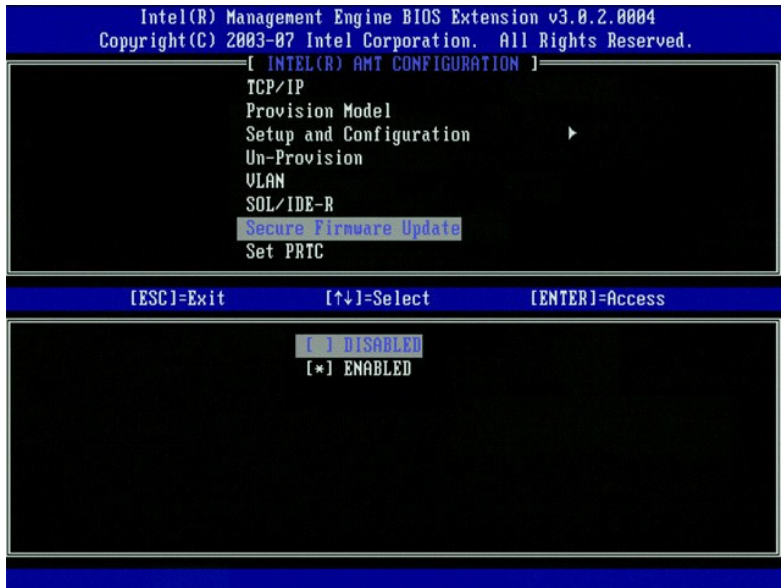 Intel(R) Management Engine BIOS Extension v3.0.2.0004
Copyright(C) 2003-07 Intel Corporation. All Rights Reserved.
[ INTEL(R) AMT CONFIGURATION ]
TCP/IP
Provision Model
Setup and Configuration
Un-Provision
VLAN
SOL/IDE-R
Secure Firmware Update
Set PRTC
[ESC]=Exit [↑↓]=Select [ENTER]=Access
[ ] DISABLED
[*] ENABLED